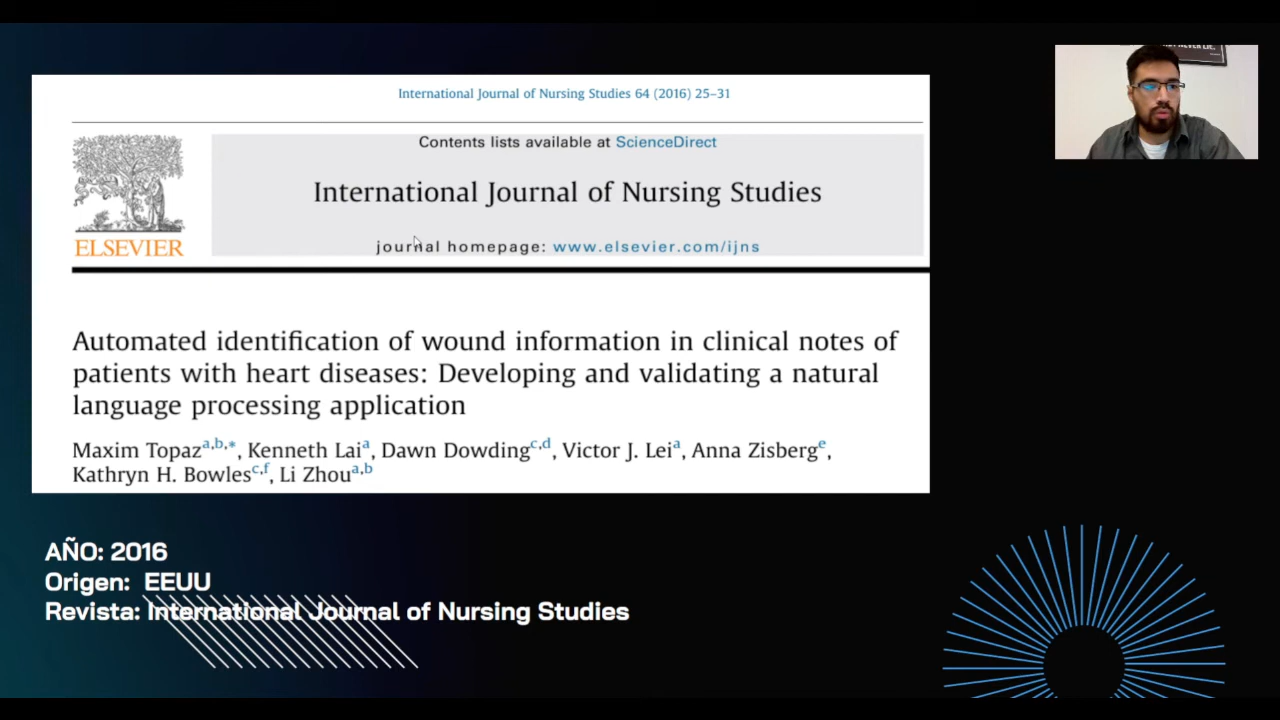 International Journal of Nursing Studies 64 (2016) 25–31
Contents lists available at ScienceDirect
International Journal of Nursing Studies
journal homepage: www.elsevier.com/ijns
ELSEVIER
Automated identification of wound information in clinical notes of
patients with heart diseases: Developing and validating a natural
language processing application
Maxim Topaz a,b,*, Kenneth Lai a, Dawn Dowding c,d, Victor J. Lei a, Anna Zisberg e,
Kathryn H. Bowles c,f, Li Zhou a,b
AÑO: 2016
Origen: EEUU
Revista: International Journal of Nursing Studies